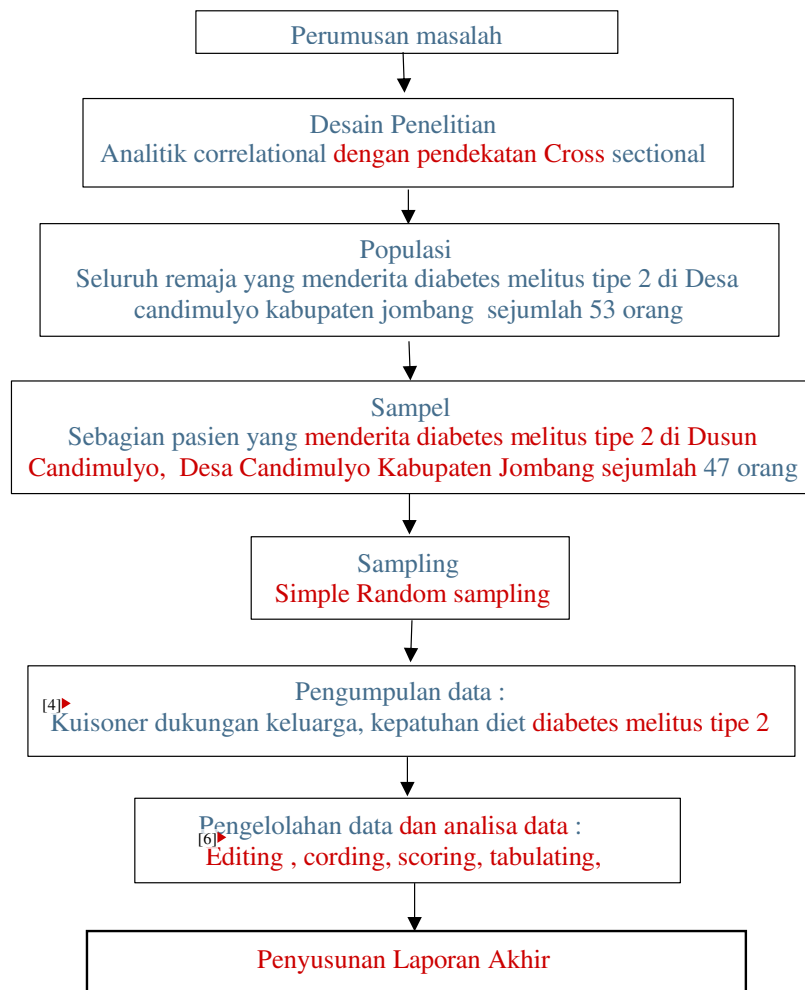 Perumusan masalah
Desain Penelitian
Analitik correlational dengan pendekatan Cross sectional
Populasi
Seluruh remaja yang menderita diabetes melitus tipe 2 di Desa
candimulyo kabupaten jombang sejumlah 53 orang
Sampel
Sebagian pasien yang menderita diabetes melitus tipe 2 di Dusun
Candimulyo, Desa Candimulyo Kabupaten Jombang sejumlah 47 orang
Sampling
Simple Random sampling
Pengumpulan data :
[4]
Kuisoner dukungan keluarga, kepatuhan diet diabetes melitus tipe 2
Pengelolahan data dan analisa data :
[6]
Editing , cording, scoring, tabulating,
Penyusunan Laporan Akhir